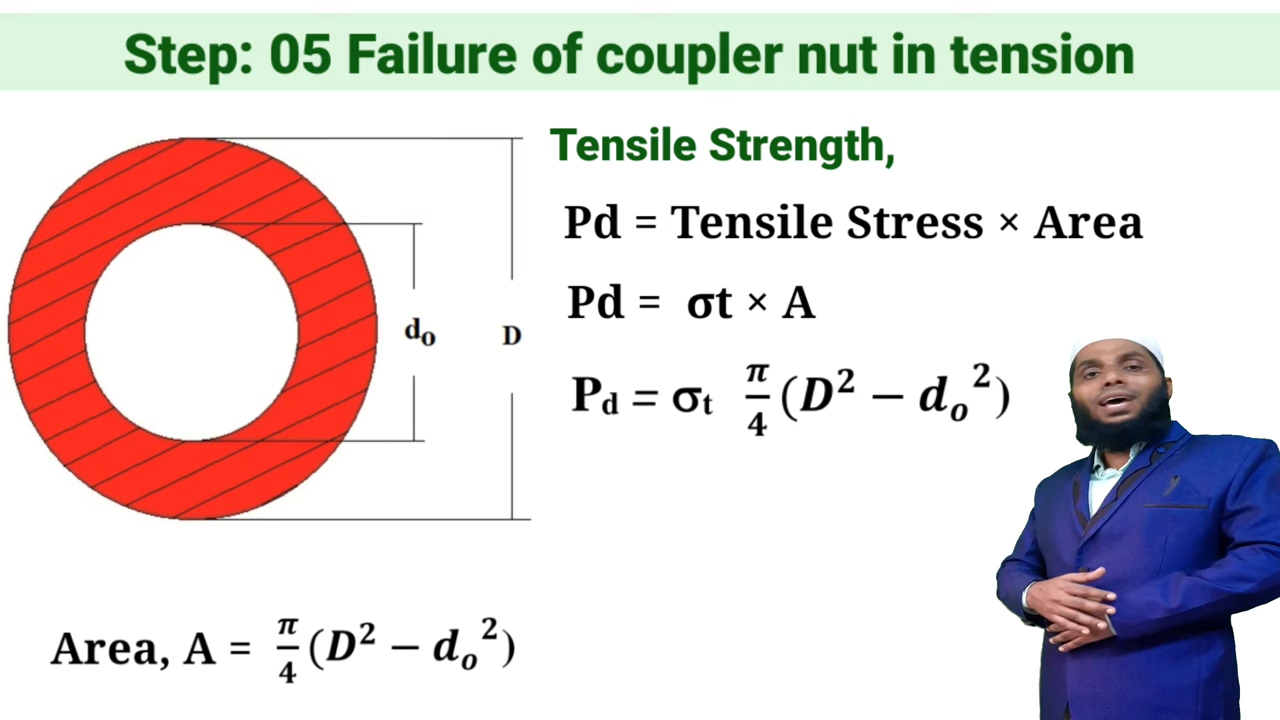 Step: 05 Failure of coupler nut in tension
Tensile Strength,
Pd = Tensile Stress × Area
Pd = σt × A
P_d = σ_t π/4 (D² − d_o²)
d_o
D
Area, A = π/4 (D² − d_o²)